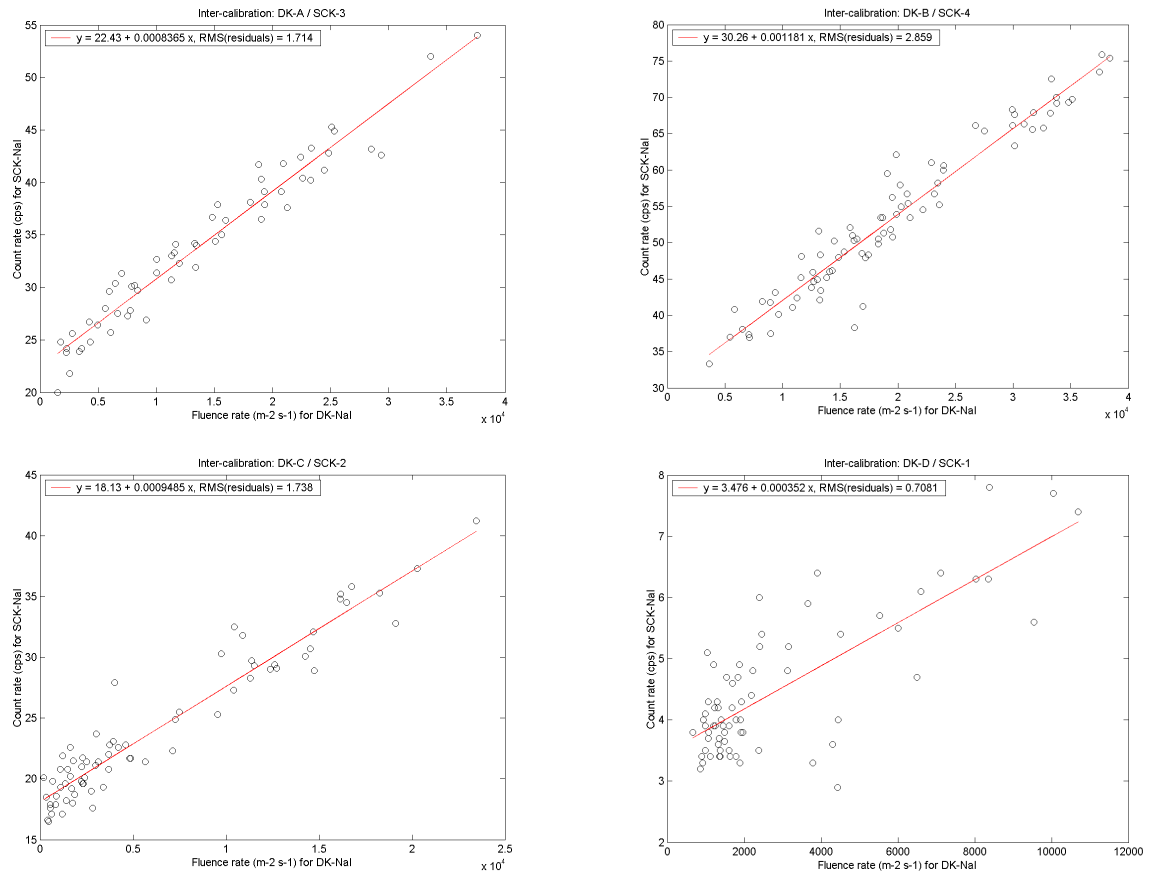 Inter-calibration: DK-A / SCK-3
y = 22.43 + 0.0008365 x, RMS(residuals) = 1.714
Count rate (cps) for SCK-NaI
55
50
45
40
35
30
25
20
0 0.5 1 1.5 2 2.5 3 3.5 4
x 10^4
Fluence rate (m-2 s-1) for DK-NaI
Inter-calibration: DK-B / SCK-4
y = 30.26 + 0.001181 x, RMS(residuals) = 2.859
Count rate (cps) for SCK-NaI
80
75
70
65
60
55
50
45
40
35
30
0 0.5 1 1.5 2 2.5 3 3.5 4
x 10^4
Fluence rate (m-2 s-1) for DK-NaI
Inter-calibration: DK-C / SCK-2
y = 18.13 + 0.0009485 x, RMS(residuals) = 1.738
Count rate (cps) for SCK-NaI
45
40
35
30
25
20
15
0 0.5 1 1.5 2 2.5
x 10^4
Fluence rate (m-2 s-1) for DK-NaI
Inter-calibration: DK-D / SCK-1
y = 3.476 + 0.000352 x, RMS(residuals) = 0.7081
Count rate (cps) for SCK-NaI
8
7
6
5
4
3
2
0 2000 4000 6000 8000 10000 12000
Fluence rate (m-2 s-1) for DK-NaI